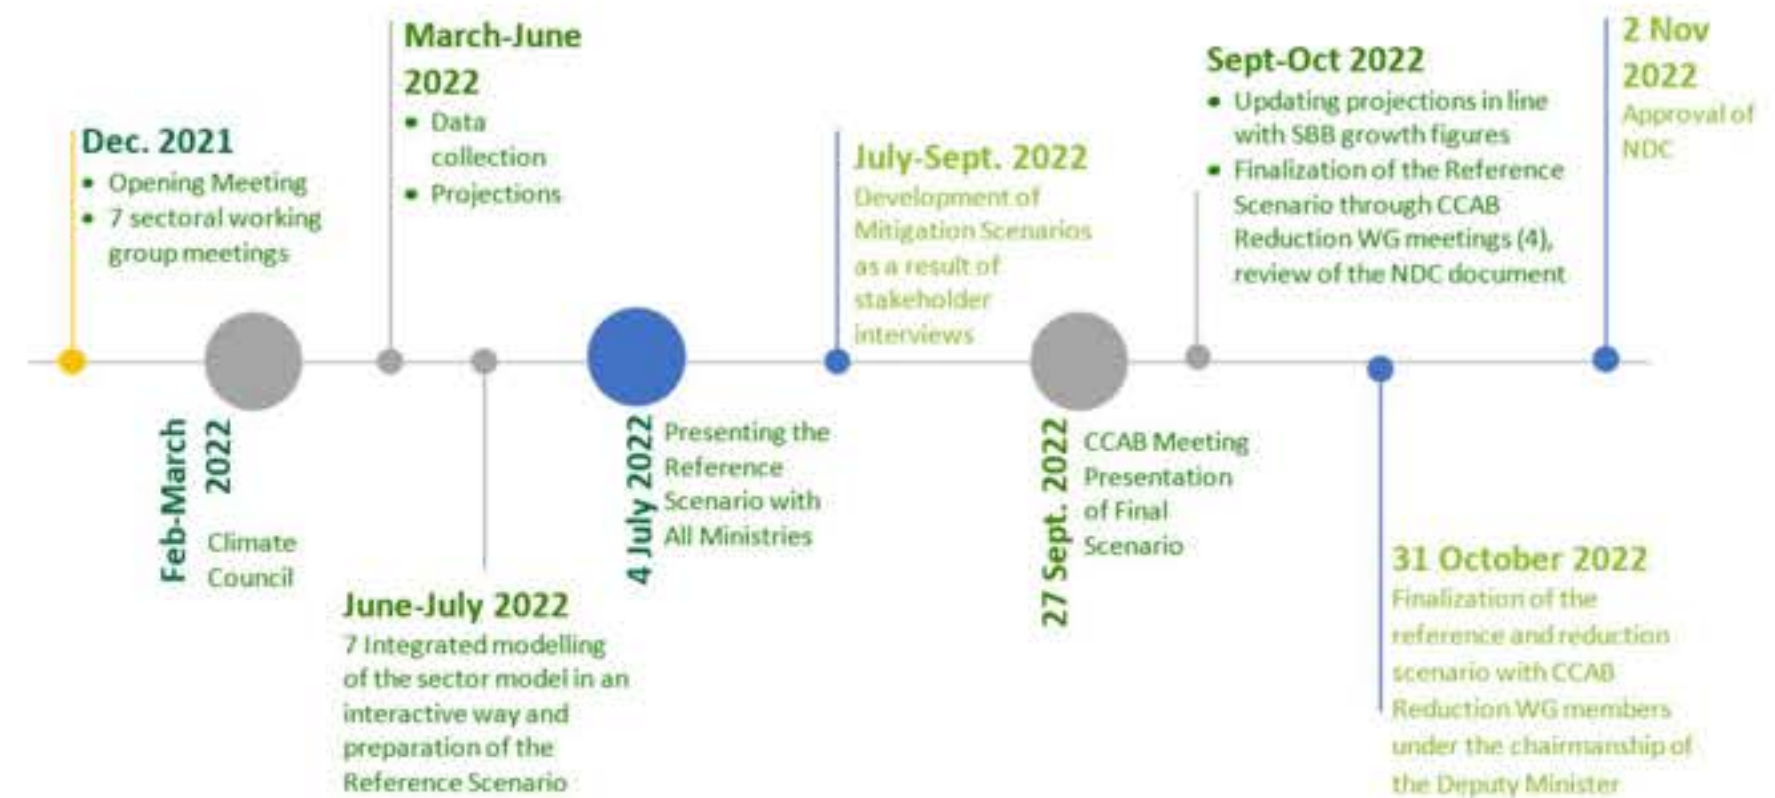 Dec. 2021
• Opening Meeting
• 7 sectoral working
group meetings
Feb-March
2022
Climate
Council
March-June
2022
• Data
collection
• Projections
June-July 2022
7 Integrated modelling
of the sector model in an
interactive way and
preparation of the
Reference Scenario
4 July 2022
Presenting the
Reference
Scenario with
All Ministries
July-Sept. 2022
Development of
Mitigation Scenarios
as a result of
stakeholder
interviews
27 Sept. 2022
CCAB Meeting
Presentation
of Final
Scenario
Sept-Oct 2022
• Updating projections in line
with SBB growth figures
• Finalization of the Reference
Scenario through CCAB
Reduction WG meetings (4),
review of the NDC document
31 October 2022
Finalization of the
reference and reduction
scenario with CCAB
Reduction WG members
under the chairmanship of
the Deputy Minister
2 Nov
2022
Approval of
NDC